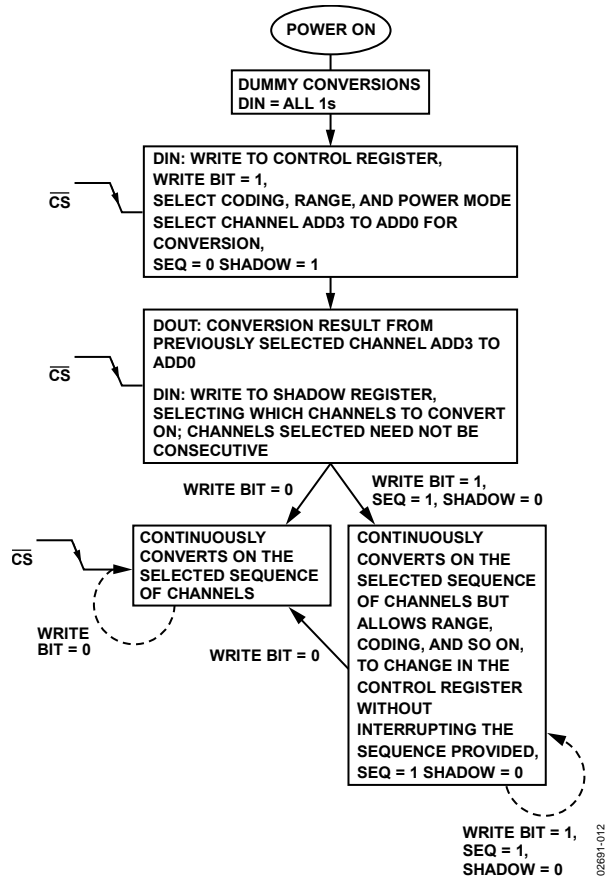 POWER ON
DUMMY CONVERSIONS
DIN = ALL 1s
CS
DIN: WRITE TO CONTROL REGISTER,
WRITE BIT = 1,
SELECT CODING, RANGE, AND POWER MODE
SELECT CHANNEL ADD3 TO ADD0 FOR
CONVERSION,
SEQ = 0 SHADOW = 1
CS
DOUT: CONVERSION RESULT FROM
PREVIOUSLY SELECTED CHANNEL ADD3 TO
ADD0
DIN: WRITE TO SHADOW REGISTER,
SELECTING WHICH CHANNELS TO CONVERT
ON; CHANNELS SELECTED NEED NOT BE
CONSECUTIVE
WRITE BIT = 0
WRITE BIT = 1,
SEQ = 1, SHADOW = 0
CS
CONTINUOUSLY
CONVERTS ON THE
SELECTED SEQUENCE
OF CHANNELS
WRITE
BIT = 0
WRITE BIT = 0
CONTINUOUSLY
CONVERTS ON THE
SELECTED SEQUENCE
OF CHANNELS BUT
ALLOWS RANGE,
CODING, AND SO ON,
TO CHANGE IN THE
CONTROL REGISTER
WITHOUT
INTERRUPTING THE
SEQUENCE PROVIDED,
SEQ = 1 SHADOW = 0
WRITE BIT = 1,
SEQ = 1,
SHADOW = 0
02691-012